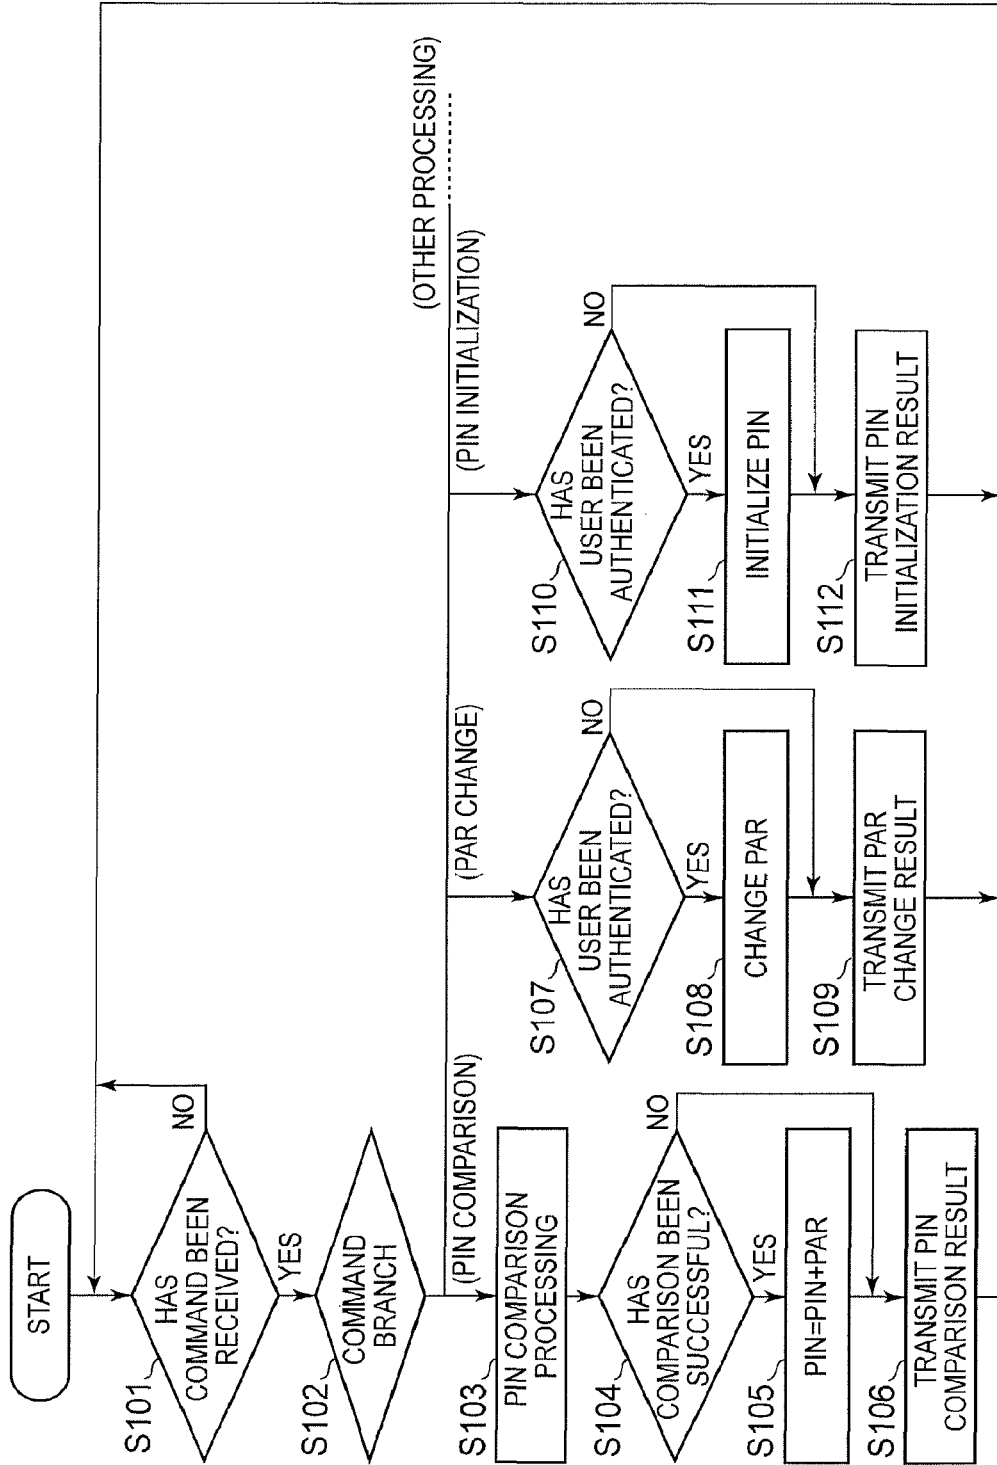 START
S101
HAS
COMMAND BEEN
RECEIVED?
NO
YES
S102
COMMAND
BRANCH
(PIN COMPARISON)
(PAR CHANGE)
(PIN INITIALIZATION)
(OTHER PROCESSING)
S103
PIN COMPARISON
PROCESSING
S104
HAS
COMPARISON BEEN
SUCCESSFUL?
NO
YES
S105
PIN=PIN+PAR
S106
TRANSMIT PIN
COMPARISON RESULT
S107
HAS
USER BEEN
AUTHENTICATED?
NO
YES
S108
CHANGE PAR
S109
TRANSMIT PAR
CHANGE RESULT
S110
HAS
USER BEEN
AUTHENTICATED?
NO
YES
S111
INITIALIZE PIN
S112
TRANSMIT PIN
INITIALIZATION RESULT